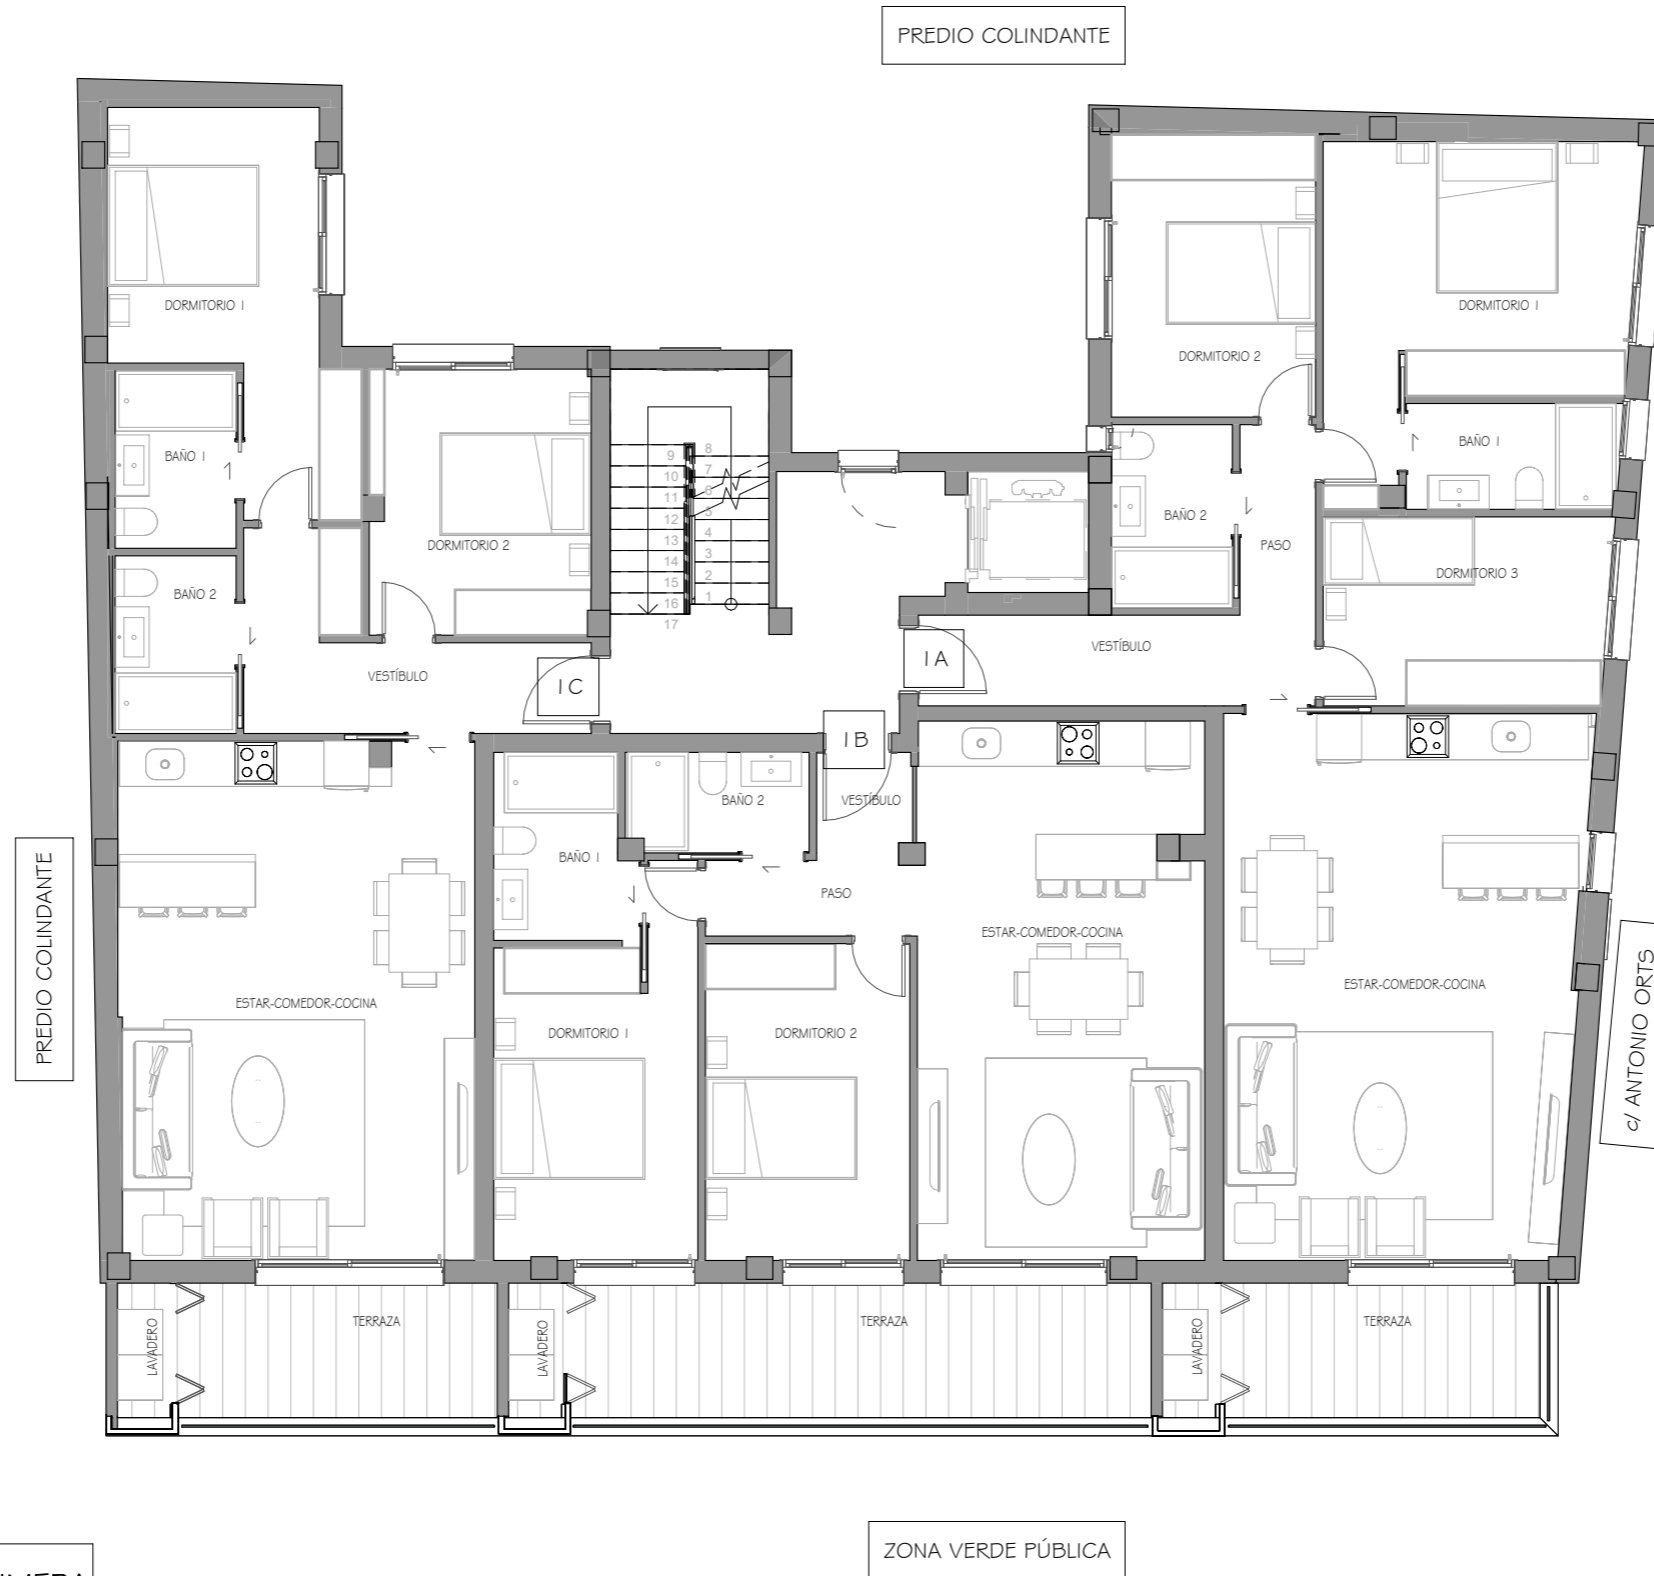 PREDIO COLINDANTE
DORMITORIO 1
DORMITORIO 1
DORMITORIO 2
BAÑO 1
BAÑO 1
DORMITORIO 2
BAÑO 2
PASO
DORMITORIO 3
BAÑO 2
9
10
11
12
13
14
15
16
17
8
7
6
5
4
3
2
1
VESTÍBULO
VESTÍBULO
1A
1C
1B
BAÑO 2
VESTÍBULO
BAÑO 1
PASO
PREDIO COLINDANTE
ESTAR-COMEDOR-COCINA
ESTAR-COMEDOR-COCINA
ESTAR-COMEDOR-COCINA
c/ ANTONIO ORTS
DORMITORIO 1
DORMITORIO 2
LAVADERO
TERRAZA
LAVADERO
TERRAZA
LAVADERO
TERRAZA
ZONA VERDE PÚBLICA